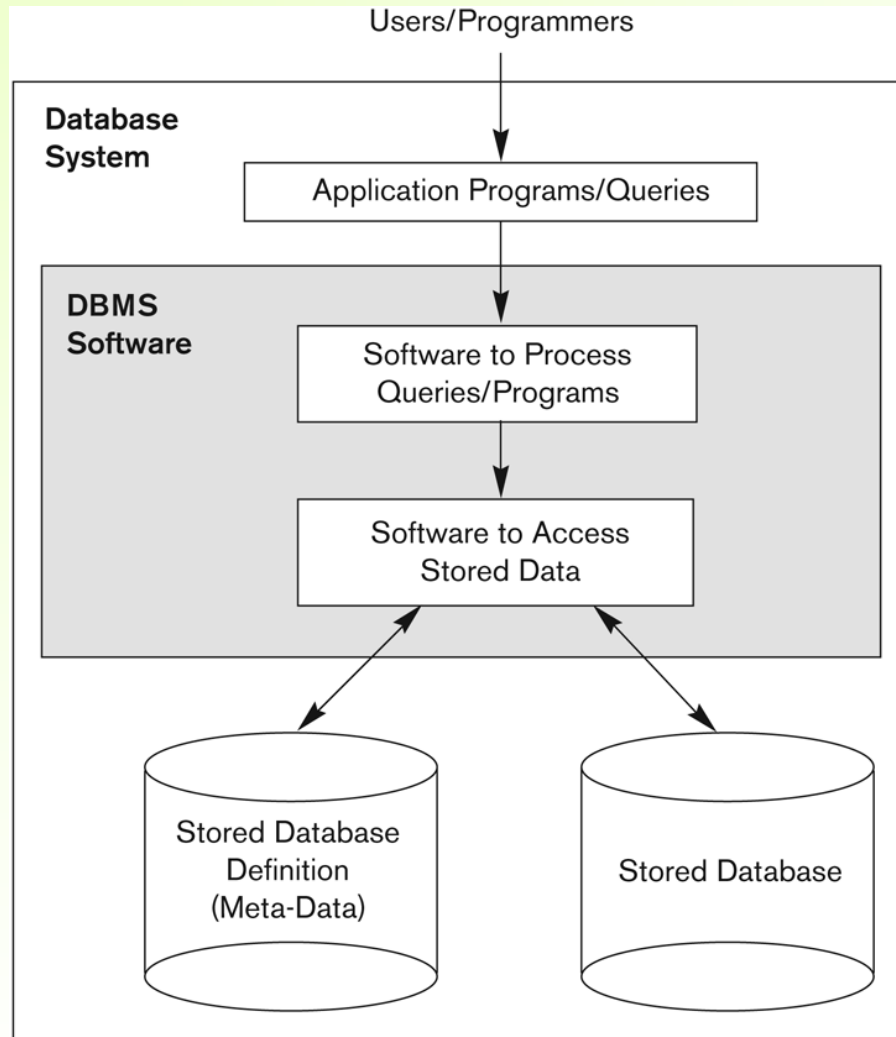 Users/Programmers
Database
System
Application Programs/Queries
DBMS
Software
Software to Process
Queries/Programs
Software to Access
Stored Data
Stored Database
Definition
(Meta-Data)
Stored Database